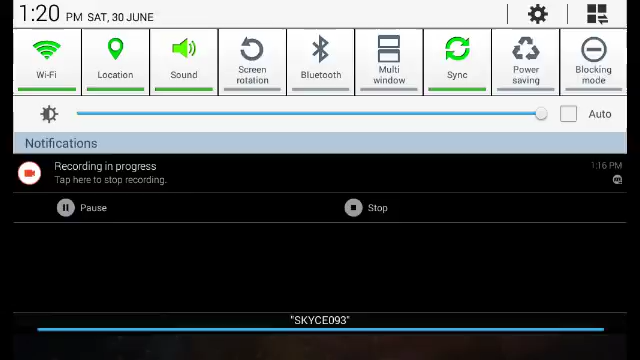 1:20 PM SAT, 30 JUNE
Wi-Fi
Location
Sound
Screen
rotation
Bluetooth
Multi
window
Sync
Power
saving
Blocking
mode
Auto
Notifications
Recording in progress
1:16 PM
Tap here to stop recording.
Pause
Stop
"SKYCE093"